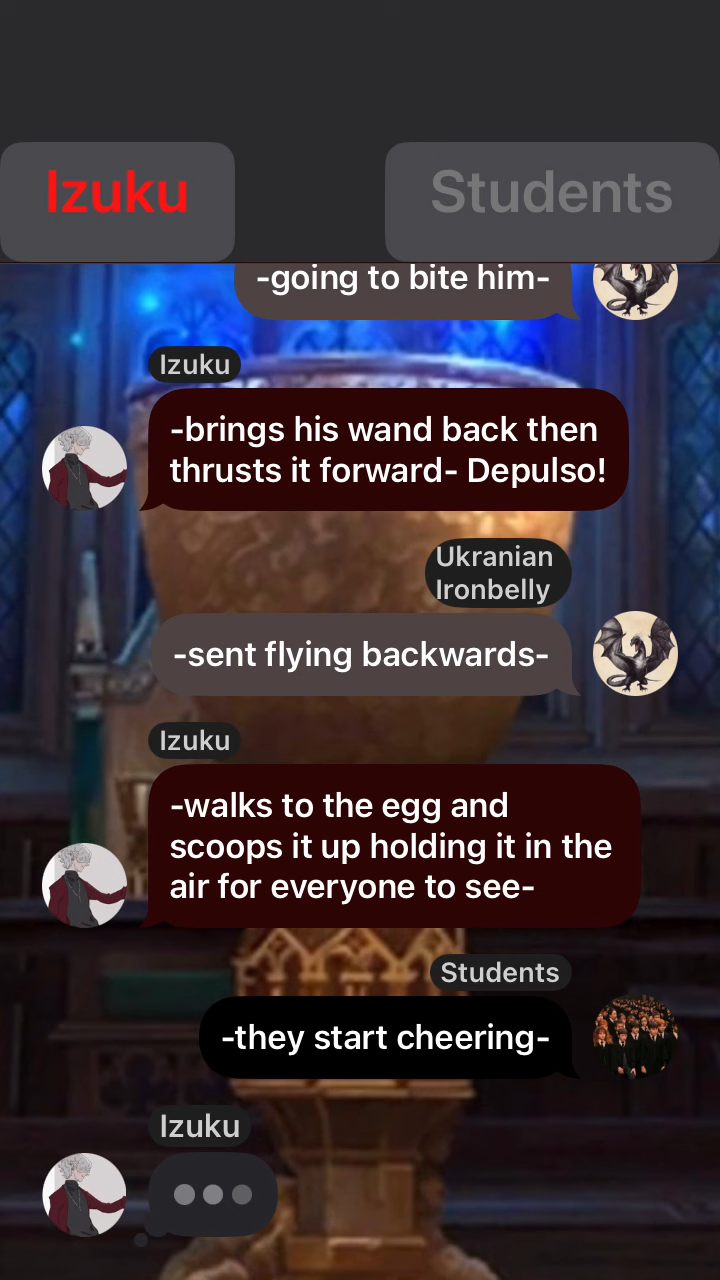 Izuku
Students
-going to bite him-
Izuku
-brings his wand back then
thrusts it forward- Depulso!
Ukranian
Ironbelly
-sent flying backwards-
Izuku
-walks to the egg and
scoops it up holding it in the
air for everyone to see-
Students
-they start cheering-
Izuku